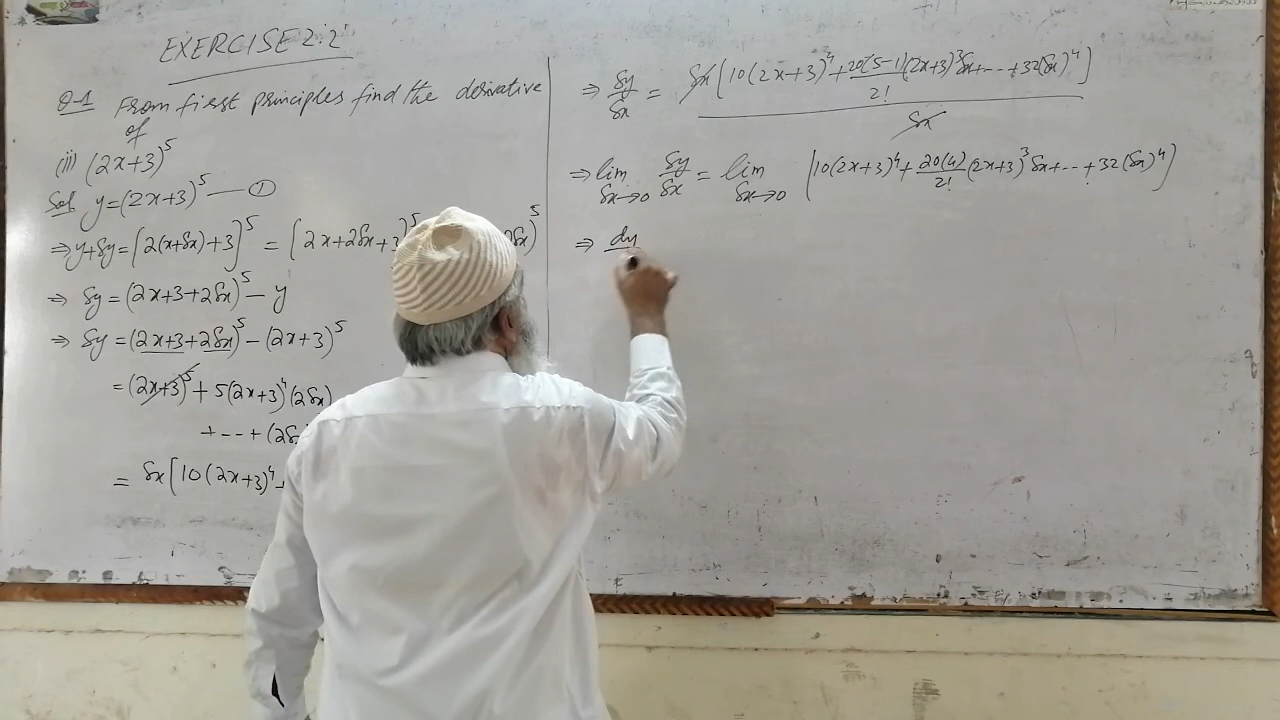 EXERCISE 2.2
Q-1 From first principles find the derivative
of
(ii) (2x+3)^5
Sol. y=(2x+3)^5 — ①
⇒ y+δy = [2(x+δx)+3]^5 = [2x+2δx+3]^5 δx)^5
⇒ δy = (2x+3+2δx)^5 − y
⇒ δy = (2x+3+2δx)^5 − (2x+3)^5
= (2x+3)^5 + 5(2x+3)^4 (2δx)
+ --- + (2δx
= δx[10(2x+3)^4 +
⇒ δy/δx = δx[10(2x+3)^4 + 20(5-1)/2! (2x+3)^3 δx + --- + 32(δx)^4] / δx
⇒ lim δx→0 δy/δx = lim δx→0 [10(2x+3)^4 + 20(4)/2! (2x+3)^3 δx + --- + 32(δx)^4]
⇒ dy